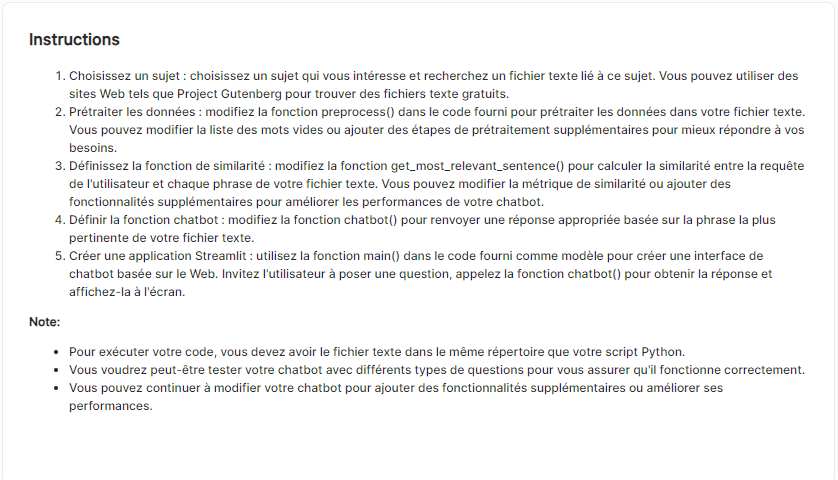 Instructions
1. Choisissez un sujet : choisissez un sujet qui vous intéresse et recherchez un fichier texte lié à ce sujet. Vous pouvez utiliser des
sites Web tels que Project Gutenberg pour trouver des fichiers texte gratuits.
2. Prétraiter les données : modifiez la fonction preprocess() dans le code fourni pour prétraiter les données dans votre fichier texte.
Vous pouvez modifier la liste des mots vides ou ajouter des étapes de prétraitement supplémentaires pour mieux répondre à vos
besoins.
3. Définissez la fonction de similarité : modifiez la fonction get_most_relevant_sentence() pour calculer la similarité entre la requête
de l'utilisateur et chaque phrase de votre fichier texte. Vous pouvez modifier la métrique de similarité ou ajouter des
fonctionnalités supplémentaires pour améliorer les performances de votre chatbot.
4. Définir la fonction chatbot : modifiez la fonction chatbot() pour renvoyer une réponse appropriée basée sur la phrase la plus
pertinente de votre fichier texte.
5. Créer une application Streamlit : utilisez la fonction main() dans le code fourni comme modèle pour créer une interface de
chatbot basée sur le Web. Invitez l'utilisateur à poser une question, appelez la fonction chatbot() pour obtenir la réponse et
affichez-la à l'écran.
Note:
• Pour exécuter votre code, vous devez avoir le fichier texte dans le même répertoire que votre script Python.
• Vous voudrez peut-être tester votre chatbot avec différents types de questions pour vous assurer qu'il fonctionne correctement.
• Vous pouvez continuer à modifier votre chatbot pour ajouter des fonctionnalités supplémentaires ou améliorer ses
performances.